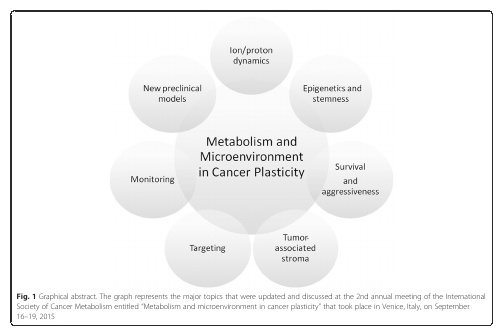 Ion/proton
dynamics
New preclinical
models
Epigenetics and
stemness
Metabolism and
Microenvironment
in Cancer Plasticity
Monitoring
Survival
and
aggressiveness
Targeting
Tumor-
associated
stroma
Fig. 1 Graphical abstract. The graph represents the major topics that were updated and discussed at the 2nd annual meeting of the International
Society of Cancer Metabolism entitled “Metabolism and microenvironment in cancer plasticity” that took place in Venice, Italy, on September
16–19, 2015